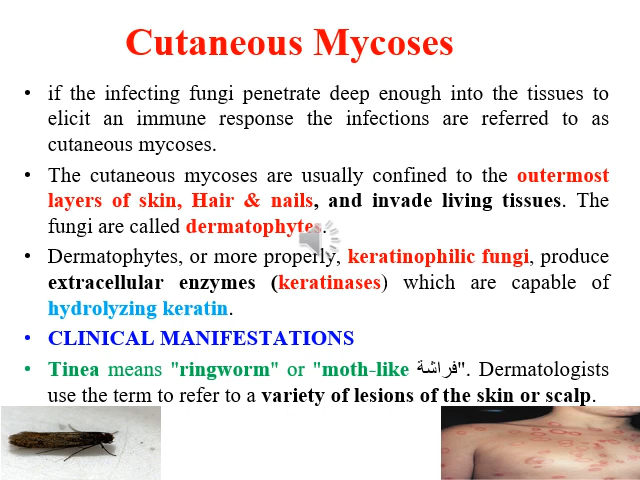 Cutaneous Mycoses
• if the infecting fungi penetrate deep enough into the tissues to
elicit an immune response the infections are referred to as
cutaneous mycoses.
• The cutaneous mycoses are usually confined to the outermost
layers of skin, Hair & nails, and invade living tissues. The
fungi are called dermatophytes.
• Dermatophytes, or more properly, keratinophilic fungi, produce
extracellular enzymes (keratinases) which are capable of
hydrolyzing keratin.
• CLINICAL MANIFESTATIONS
• Tinea means "ringworm" or "moth-like فراشة". Dermatologists
use the term to refer to a variety of lesions of the skin or scalp.